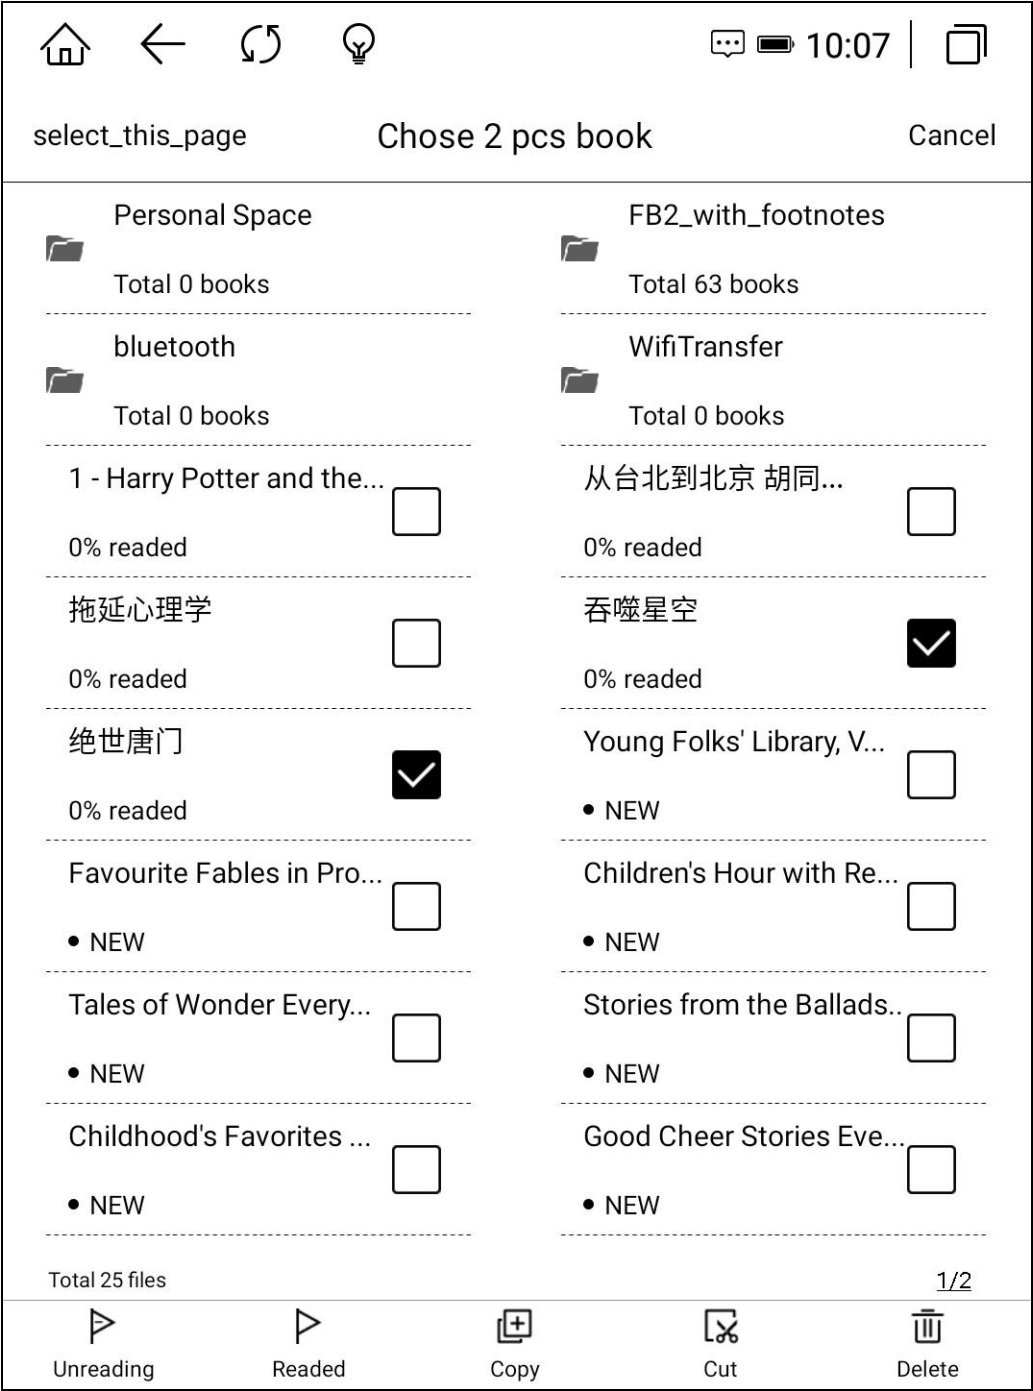 10:07
select_this_page
Chose 2 pcs book
Cancel
Personal Space
Total 0 books
FB2_with_footnotes
Total 63 books
bluetooth
Total 0 books
WifiTransfer
Total 0 books
1 - Harry Potter and the...
0% readed
从台北到北京 胡同...
0% readed
拖延心理学
0% readed
吞噬星空
0% readed
绝世唐门
0% readed
Young Folks' Library, V...
• NEW
Favourite Fables in Pro...
• NEW
Children's Hour with Re...
• NEW
Tales of Wonder Every...
• NEW
Stories from the Ballads..
• NEW
Childhood's Favorites ...
• NEW
Good Cheer Stories Eve...
• NEW
Total 25 files
1/2
Unreading
Readed
Copy
Cut
Delete